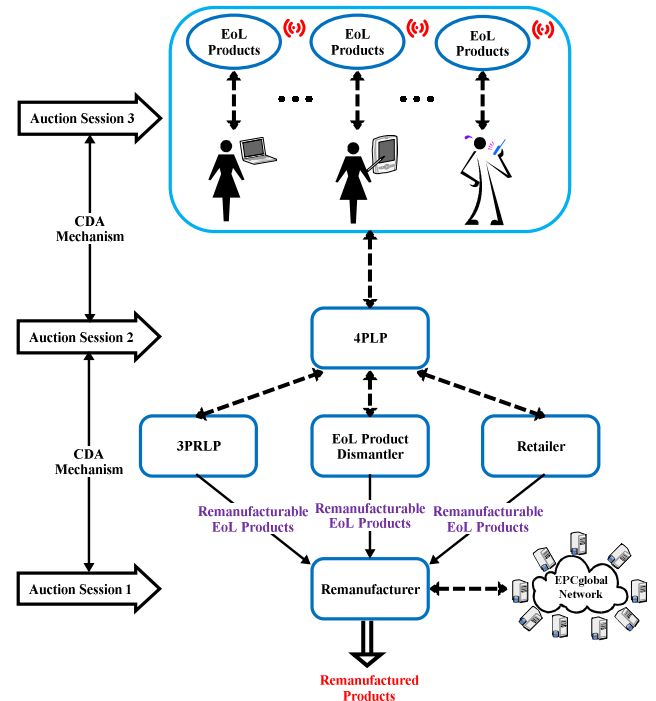 EoL
Products
EoL
Products
EoL
Products
Auction Session 3
CDA
Mechanism
Auction Session 2
4PLP
3PRLP
EoL Product
Dismantler
Retailer
CDA
Mechanism
Remanufacturable
EoL Products
Remanufacturable
EoL Products
Remanufacturable
EoL Products
Auction Session 1
Remanufacturer
EPCglobal
Network
Remanufactured
Products